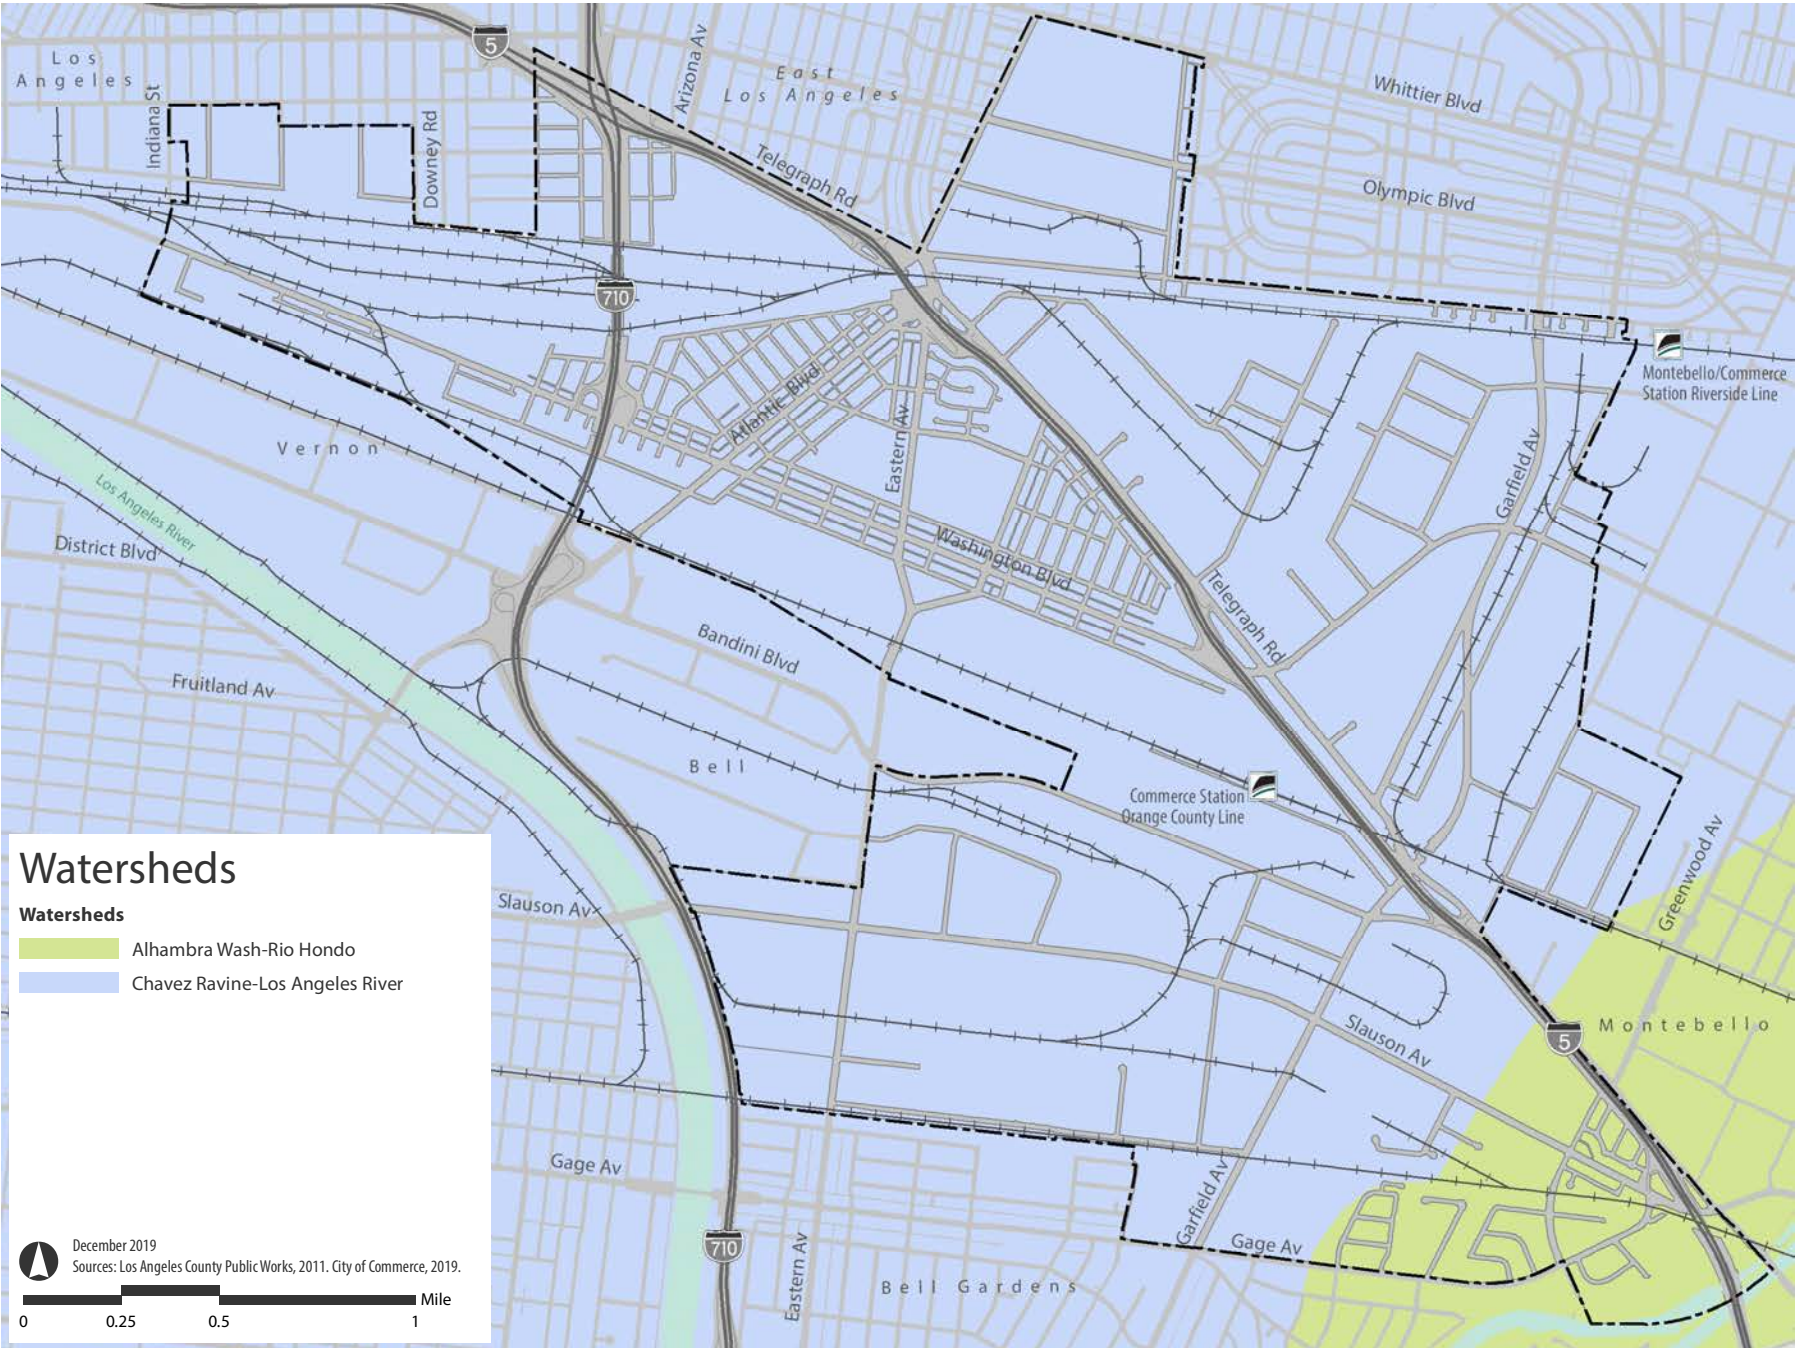 Los
Angeles
Indiana St
Downey Rd
5
Arizona Av
East
Los Angeles
Telegraph Rd
Whittier Blvd
Olympic Blvd
710
Montebello/Commerce
Station Riverside Line
Vernon
Atlantic Blvd
Eastern Av
Garfield Av
Los Angeles River
District Blvd
Washington Blvd
Telegraph Rd
Bandini Blvd
Fruitland Av
Bell
Commerce Station
Orange County Line
Greenwood Av
Slauson Av
Montebello
5
Slauson Av
Gage Av
Garfield Av
Gage Av
710
Eastern Av
Bell Gardens
Watersheds
Watersheds
Alhambra Wash-Rio Hondo
Chavez Ravine-Los Angeles River
December 2019
Sources: Los Angeles County Public Works, 2011. City of Commerce, 2019.
Mile
0 0.25 0.5 1